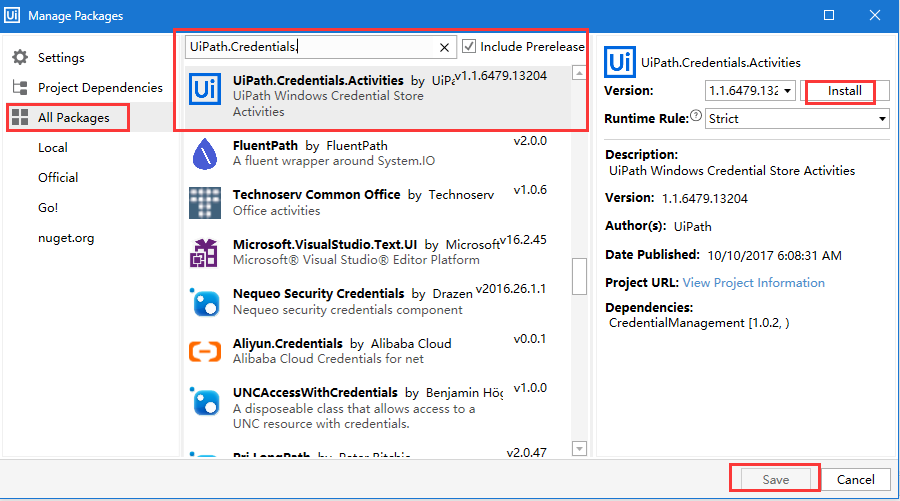 Ui Manage Packages
Settings
Project Dependencies
All Packages
Local
Official
Go!
nuget.org
UiPath.Credentials.
Include Prerelease
Ui
UiPath.Credentials.Activities by UiPa v1.1.6479.13204
UiPath Windows Credential Store
Activities
FluentPath by FluentPath v2.0.0
A fluent wrapper around System.IO
Technoserv Common Office by Technoserv v1.0.6
Office activities
Microsoft.VisualStudio.Text.UI by Microsoft v16.2.45
Microsoft® Visual Studio® Editor Platform
Nequeo Security Credentials by Drazen v2016.26.1.1
Nequeo security credentials component
Aliyun.Credentials by Alibaba Cloud v0.0.1
Alibaba Cloud Credentials for net
UNCAccessWithCredentials by Benjamin Hög v1.0.0
A disposeable class that allows access to a
UNC resource with credentials.
Pri.LongPath by Peter Ritchie v2.0.47
Ui UiPath.Credentials.Activities
Version: 1.1.6479.132 Install
Runtime Rule: ? Strict
Description:
UiPath Windows Credential Store Activities
Version: 1.1.6479.13204
Author(s): UiPath
Date Published: 10/10/2017 6:08:31 AM
Project URL: View Project Information
Dependencies:
CredentialManagement [1.0.2, )
Save Cancel